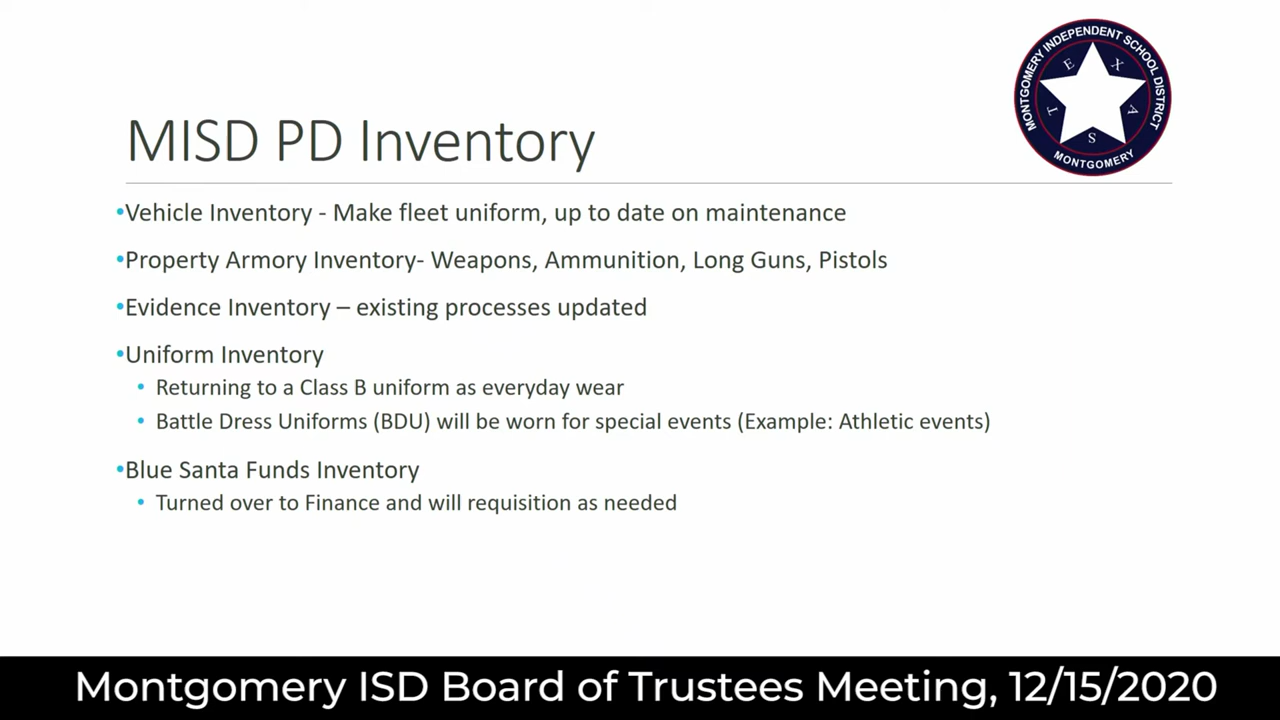 MONTGOMERY INDEPENDENT SCHOOL DISTRICT
T E X A S
MONTGOMERY
MISD PD Inventory
•Vehicle Inventory - Make fleet uniform, up to date on maintenance
•Property Armory Inventory- Weapons, Ammunition, Long Guns, Pistols
•Evidence Inventory – existing processes updated
•Uniform Inventory
• Returning to a Class B uniform as everyday wear
• Battle Dress Uniforms (BDU) will be worn for special events (Example: Athletic events)
•Blue Santa Funds Inventory
• Turned over to Finance and will requisition as needed
Montgomery ISD Board of Trustees Meeting, 12/15/2020